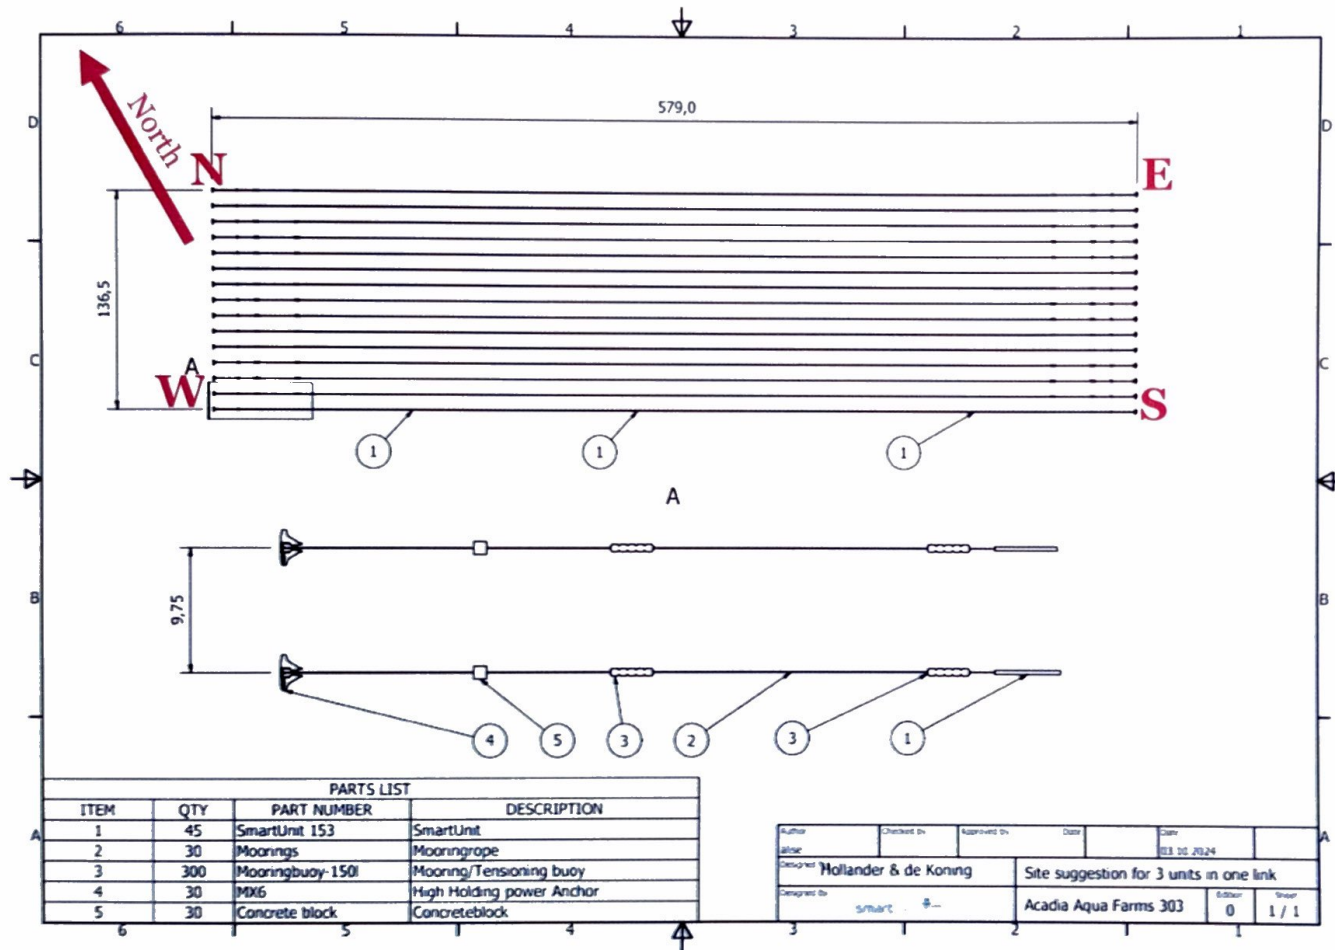 6 5 4 3 2 1
D D
North
579,0
N E
136,5
C C
A
W S
1 1 1
A
B B
9,75
4 5 3 2 3 1
PARTS LIST
ITEM QTY PART NUMBER DESCRIPTION
1 45 SmartUnit 153 SmartUnit
2 30 Moorings Mooringrope
3 300 Mooringbuoy-150l Mooring/Tensioning buoy
4 30 MX6 High Holding power Anchor
5 30 Concrete block Concreteblock
A A
Author Checked by Approved by Date Date
03.10.2024
Designed by Hollander & de Koning Site suggestion for 3 units in one link
Designed by smart Acadia Aqua Farms 303 Edition 0 Sheet 1 / 1
6 5 4 3 2 1